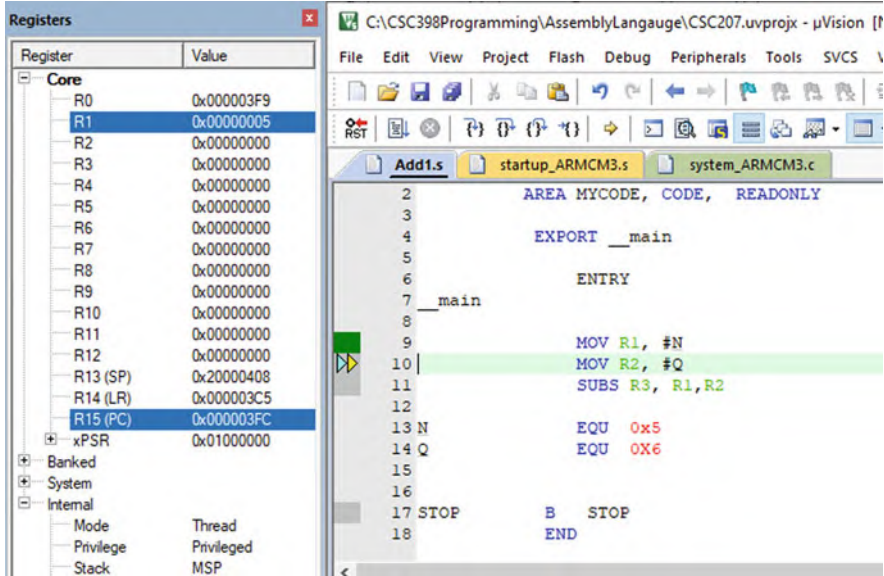 Registers
Register Value
Core
R0 0x000003F9
R1 0x00000005
R2 0x00000000
R3 0x00000000
R4 0x00000000
R5 0x00000000
R6 0x00000000
R7 0x00000000
R8 0x00000000
R9 0x00000000
R10 0x00000000
R11 0x00000000
R12 0x00000000
R13 (SP) 0x20000408
R14 (LR) 0x000003C5
R15 (PC) 0x000003FC
xPSR 0x01000000
Banked
System
Internal
Mode Thread
Privilege Privileged
Stack MSP
C:\CSC398Programming\AssemblyLangauge\CSC207.uvprojx - µVision
File Edit View Project Flash Debug Peripherals Tools SVCS
RST
Add1.s startup_ARMCM3.s system_ARMCM3.c
2 AREA MYCODE, CODE, READONLY
3
4 EXPORT __main
5
6 ENTRY
7 __main
8
9 MOV R1, #N
10 MOV R2, #Q
11 SUBS R3, R1,R2
12
13 N EQU 0x5
14 Q EQU 0X6
15
16
17 STOP B STOP
18 END